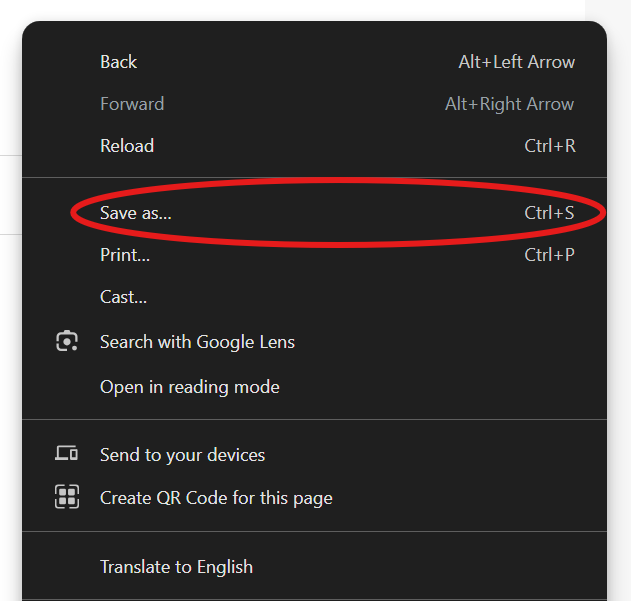 Back Alt+Left Arrow
Forward Alt+Right Arrow
Reload Ctrl+R
Save as... Ctrl+S
Print... Ctrl+P
Cast...
Search with Google Lens
Open in reading mode
Send to your devices
Create QR Code for this page
Translate to English